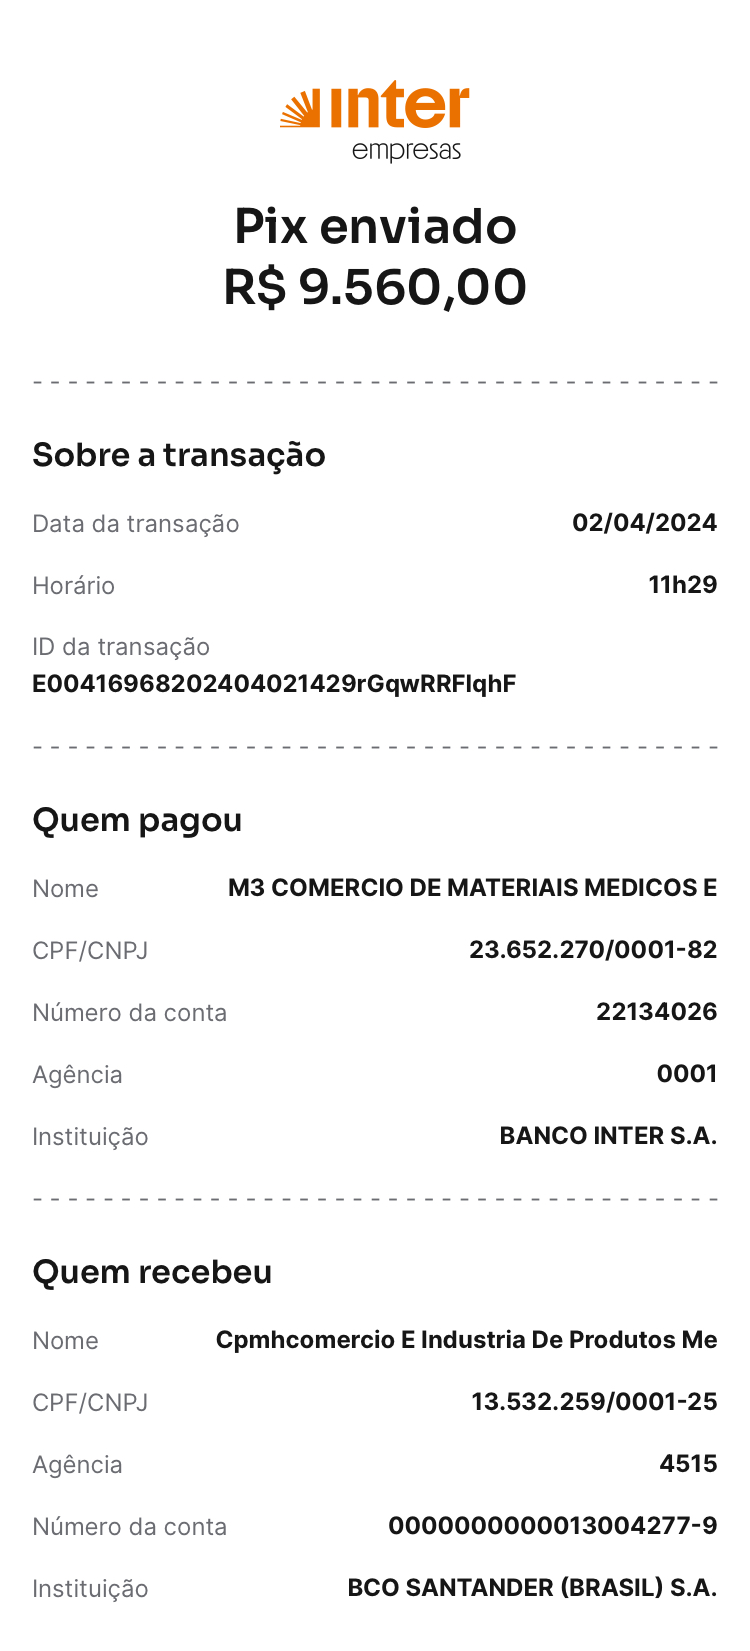 inter
empresas
Pix enviado
R$ 9.560,00
Sobre a transação
Data da transação 02/04/2024
Horário 11h29
ID da transação
E00416968202404021429rGqwRRFIqhF
Quem pagou
Nome M3 COMERCIO DE MATERIAIS MEDICOS E
CPF/CNPJ 23.652.270/0001-82
Número da conta 22134026
Agência 0001
Instituição BANCO INTER S.A.
Quem recebeu
Nome Cpmhcomercio E Industria De Produtos Me
CPF/CNPJ 13.532.259/0001-25
Agência 4515
Número da conta 0000000000013004277-9
Instituição BCO SANTANDER (BRASIL) S.A.